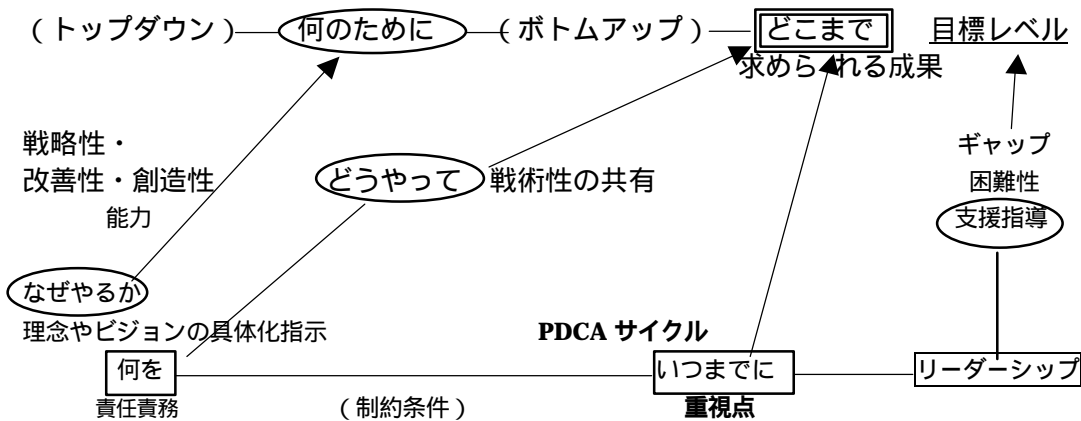 (トップダウン) 何のために (ボトムアップ) どこまで 目標レベル
求められる成果
戦略性・
改善性・創造性
能力
どうやって 戦術性の共有
ギャップ
困難性
支援指導
なぜやるか
理念やビジョンの具体化指示
PDCA サイクル
何を いつまでに リーダーシップ
責任責務 (制約条件) 重視点